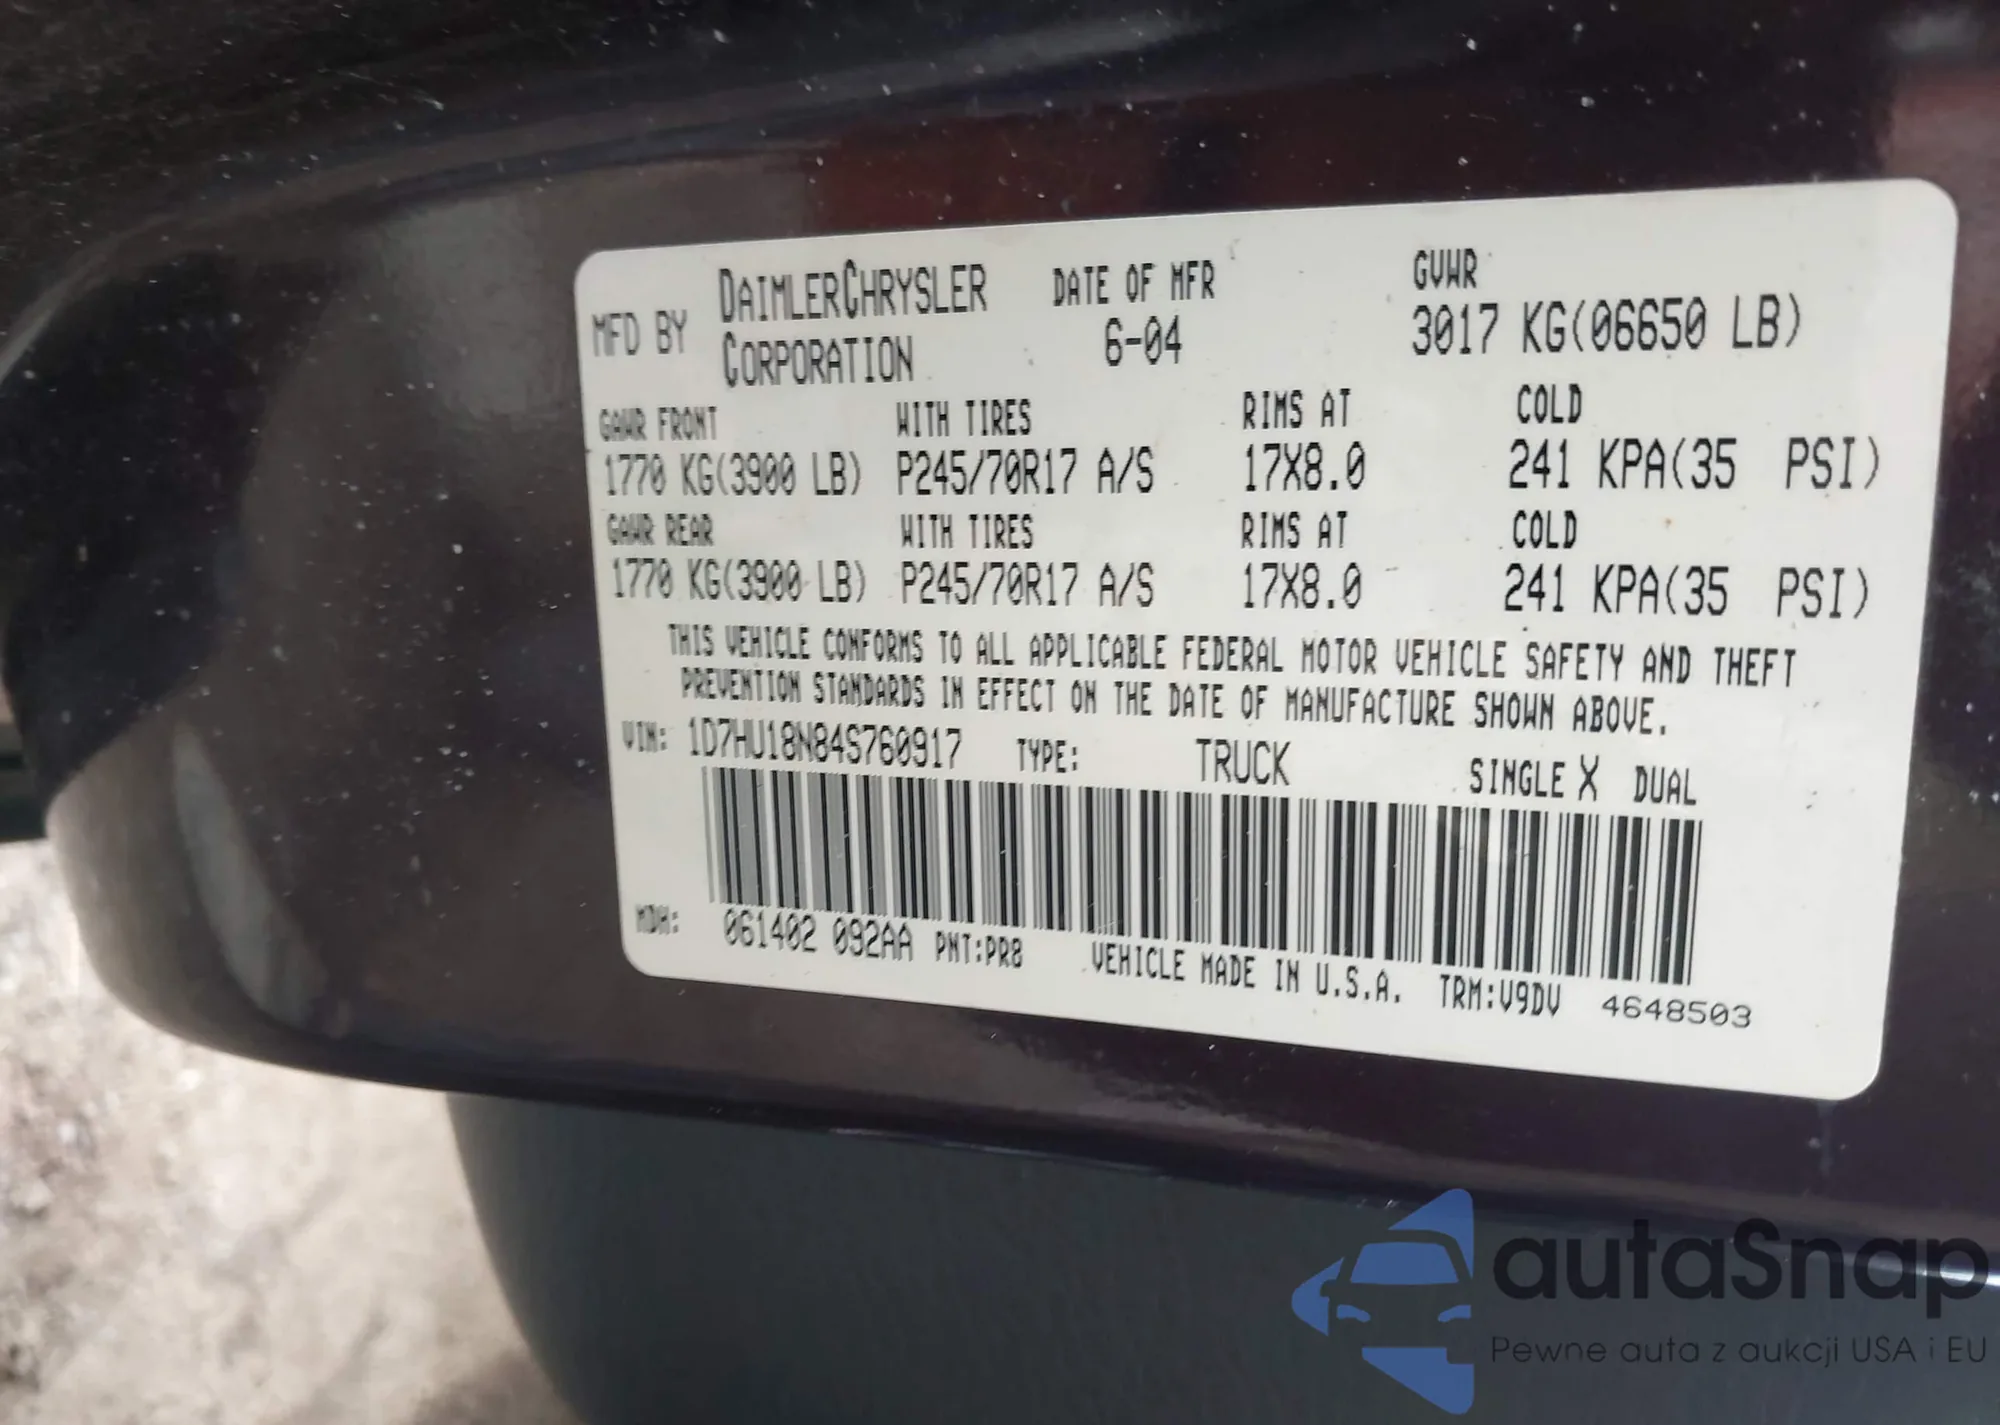 MFD BY DAIMLERCHRYSLER CORPORATION DATE OF MFR 6-04 GVWR 3017 KG(06650 LB)
GAWR FRONT WITH TIRES RIMS AT COLD
1770 KG(3900 LB) P245/70R17 A/S 17X8.0 241 KPA(35 PSI)
GAWR REAR WITH TIRES RIMS AT COLD
1770 KG(3900 LB) P245/70R17 A/S 17X8.0 241 KPA(35 PSI)
THIS VEHICLE CONFORMS TO ALL APPLICABLE FEDERAL MOTOR VEHICLE SAFETY AND THEFT
PREVENTION STANDARDS IN EFFECT ON THE DATE OF MANUFACTURE SHOWN ABOVE.
VIN: 1D7HU18N84S760917 TYPE: TRUCK SINGLE X DUAL
MDH: 061402 092AA PNT:PR8 VEHICLE MADE IN U.S.A. TRM:V9DV 4648503
autaSnap
Pewne auta z aukcji USA i EU